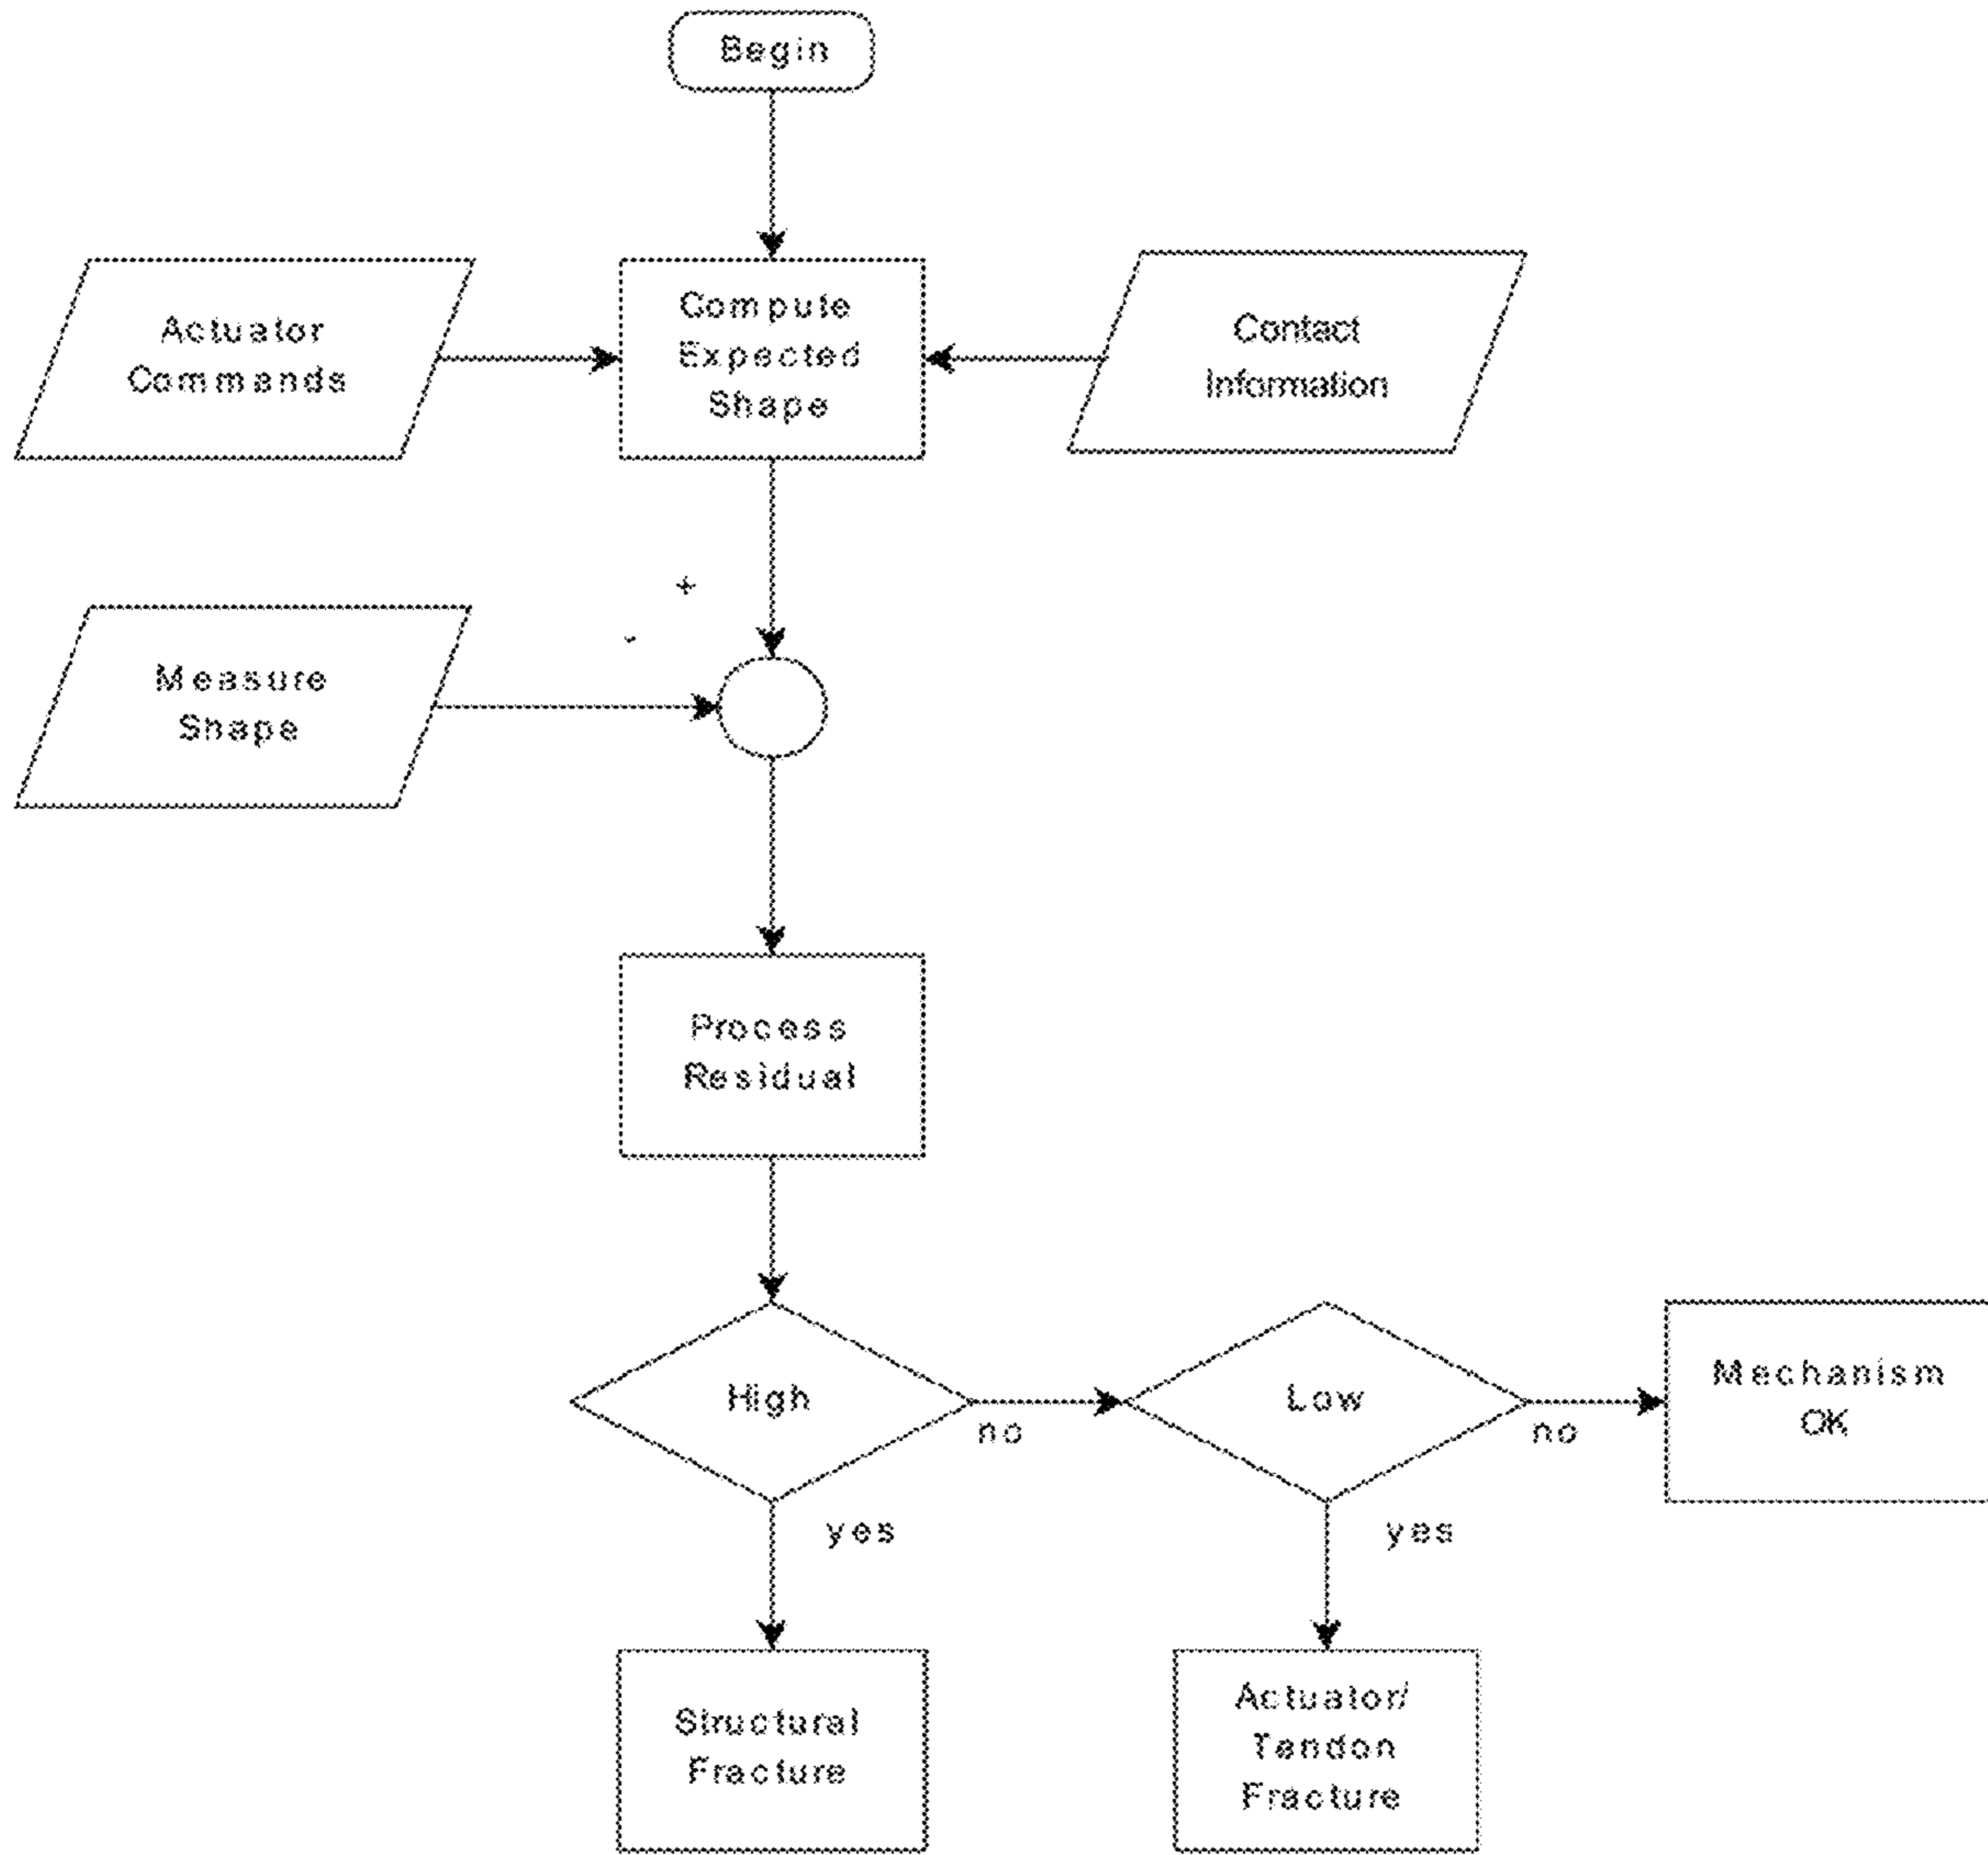 Begin
Actuator
Commands
Compute
Expected
Shape
Contact
Information
+
-
Measure
Shape
Process
Residual
High
no
Low
no
Mechanism
OK
yes
yes
Structural
Fracture
Actuator/
Tendon
Fracture